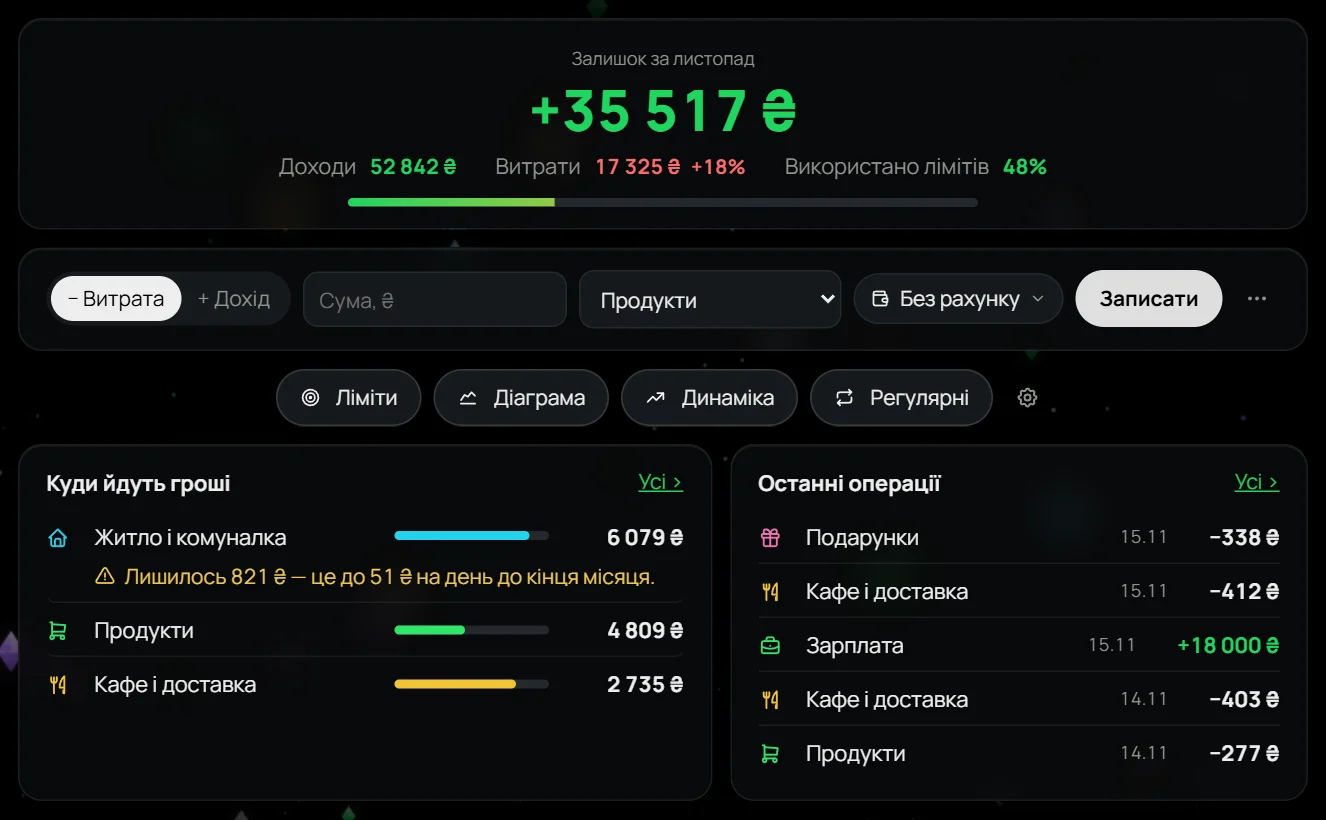 Залишок за листопад
+35 517 ₴
Доходи 52 842 ₴ Витрати 17 325 ₴ +18% Використано лімітів 48%
− Витрата + Дохід Сума, ₴ Продукти Без рахунку Записати ...
Ліміти Діаграма Динаміка Регулярні
Куди йдуть гроші Усі >
Житло і комуналка 6 079 ₴
Лишилось 821 ₴ — це до 51 ₴ на день до кінця місяця.
Продукти 4 809 ₴
Кафе і доставка 2 735 ₴
Останні операції Усі >
Подарунки 15.11 −338 ₴
Кафе і доставка 15.11 −412 ₴
Зарплата 15.11 +18 000 ₴
Кафе і доставка 14.11 −403 ₴
Продукти 14.11 −277 ₴